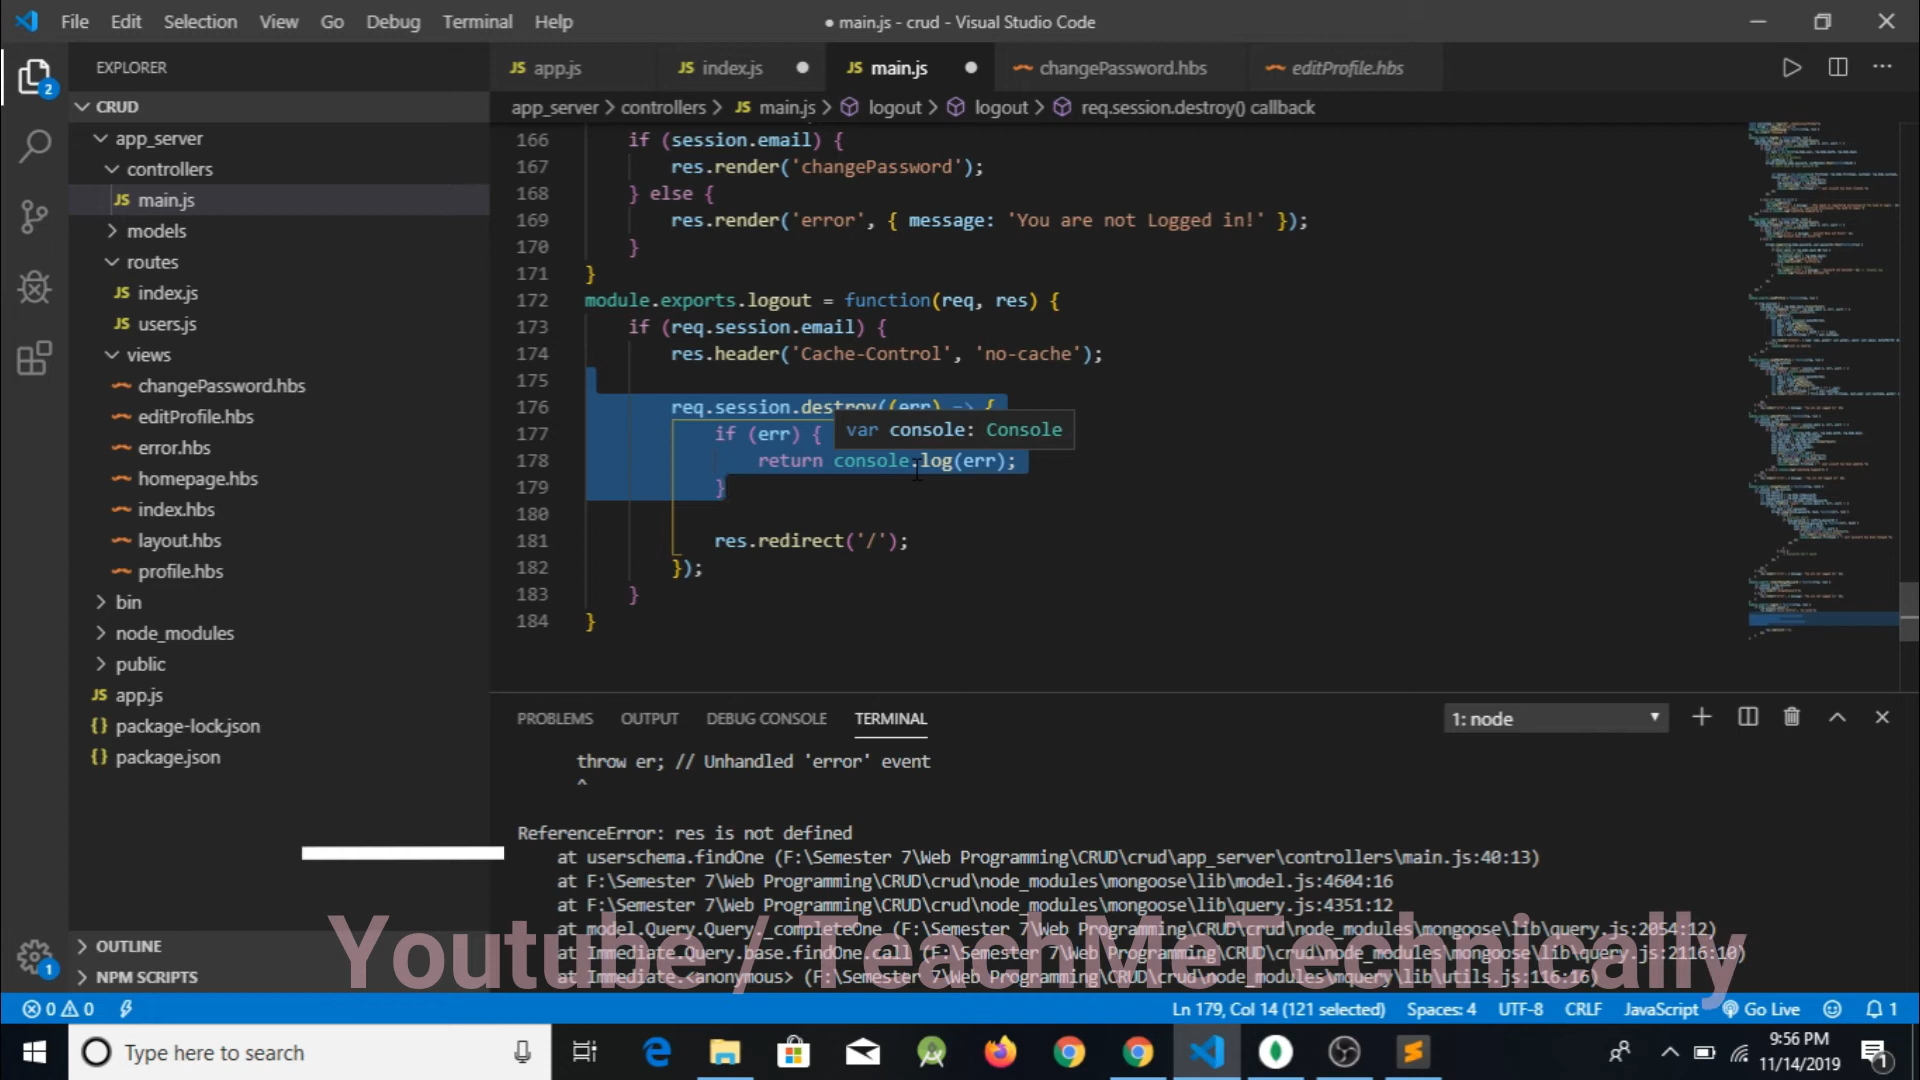 File Edit Selection View Go Debug Terminal Help
● main.js - crud - Visual Studio Code
EXPLORER
JS app.js
JS index.js
JS main.js
changePassword.hbs
editProfile.hbs
2
CRUD
app_server
controllers
JS main.js
models
routes
JS index.js
JS users.js
views
changePassword.hbs
editProfile.hbs
error.hbs
homepage.hbs
index.hbs
layout.hbs
profile.hbs
bin
node_modules
public
JS app.js
{} package-lock.json
{} package.json
OUTLINE
NPM SCRIPTS
1
app_server > controllers > JS main.js > logout > logout > req.session.destroy() callback
166 if (session.email) {
167 res.render('changePassword');
168 } else {
169 res.render('error', { message: 'You are not Logged in!' });
170 }
171 }
172 module.exports.logout = function(req, res) {
173 if (req.session.email) {
174 res.header('Cache-Control', 'no-cache');
175
176 req.session.destroy((err) => {
177 if (err) {
var console: Console
178 return console.log(err);
179 }
180
181 res.redirect('/');
182 });
183 }
184 }
PROBLEMS OUTPUT DEBUG CONSOLE TERMINAL
1: node
throw er; // Unhandled 'error' event
^
ReferenceError: res is not defined
at userschema.findOne (F:\Semester 7\Web Programming\CRUD\crud\app_server\controllers\main.js:40:13)
at F:\Semester 7\Web Programming\CRUD\crud\node_modules\mongoose\lib\model.js:4604:16
at F:\Semester 7\Web Programming\CRUD\crud\node_modules\mongoose\lib\query.js:4351:12
at model.Query.Query._completeOne (F:\Semester 7\Web Programming\CRUD\crud\node_modules\mongoose\lib\query.js:2054:12)
at Immediate.Query.base.findOne.call (F:\Semester 7\Web Programming\CRUD\crud\node_modules\mongoose\lib\query.js:2116:10)
at Immediate.<anonymous> (F:\Semester 7\Web Programming\CRUD\crud\node_modules\mquery\lib\utils.js:116:16)
Youtube / TeachMeTechnically
0 0
Ln 179, Col 14 (121 selected) Spaces: 4 UTF-8 CRLF JavaScript Go Live 1
Type here to search
9:56 PM
11/14/2019
1